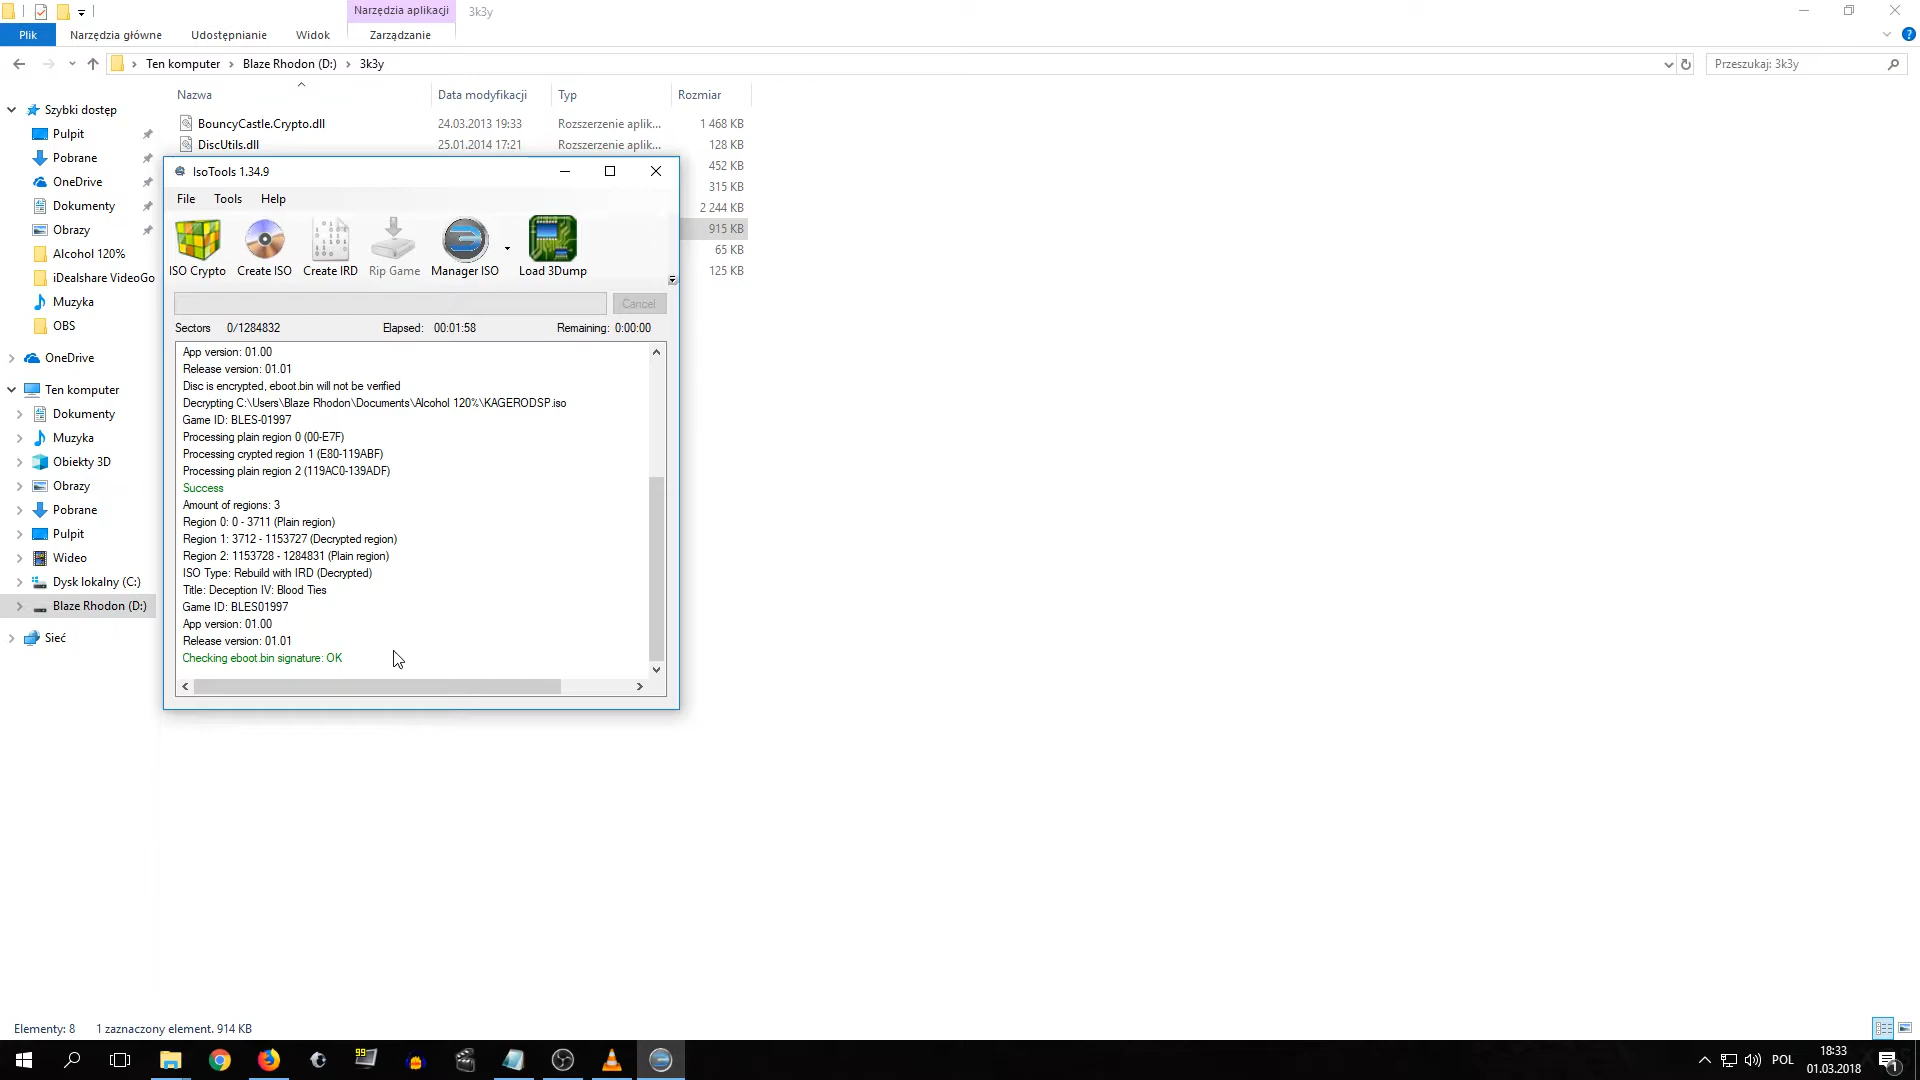 Narzędzia aplikacji
3k3y
Plik
Narzędzia główne
Udostępnianie
Widok
Zarządzanie
Ten komputer
Blaze Rhodon (D:)
3k3y
Przeszukaj: 3k3y
Nazwa
Data modyfikacji
Typ
Rozmiar
BouncyCastle.Crypto.dll
24.03.2013 19:33
Rozszerzenie aplik...
1 468 KB
DiscUtils.dll
25.01.2014 17:21
Rozszerzenie aplik...
128 KB
452 KB
315 KB
2 244 KB
915 KB
65 KB
125 KB
Szybki dostęp
Pulpit
Pobrane
OneDrive
Dokumenty
Obrazy
Alcohol 120%
iDealshare VideoGo
Muzyka
OBS
OneDrive
Ten komputer
Dokumenty
Muzyka
Obiekty 3D
Obrazy
Pobrane
Pulpit
Wideo
Dysk lokalny (C:)
Blaze Rhodon (D:)
Sieć
IsoTools 1.34.9
File
Tools
Help
ISO Crypto
Create ISO
Create IRD
Rip Game
Manager ISO
Load 3Dump
Cancel
Sectors 0/1284832
Elapsed: 00:01:58
Remaining: 0:00:00
App version: 01.00
Release version: 01.01
Disc is encrypted, eboot.bin will not be verified
Decrypting C:\Users\Blaze Rhodon\Documents\Alcohol 120%\KAGERODSP.iso
Game ID: BLES-01997
Processing plain region 0 (00-E7F)
Processing crypted region 1 (E80-119ABF)
Processing plain region 2 (119AC0-139ADF)
Success
Amount of regions: 3
Region 0: 0 - 3711 (Plain region)
Region 1: 3712 - 1153727 (Decrypted region)
Region 2: 1153728 - 1284831 (Plain region)
ISO Type: Rebuild with IRD (Decrypted)
Title: Deception IV: Blood Ties
Game ID: BLES01997
App version: 01.00
Release version: 01.01
Checking eboot.bin signature: OK
Elementy: 8
1 zaznaczony element. 914 KB
99
POL
18:33
01.03.2018
1